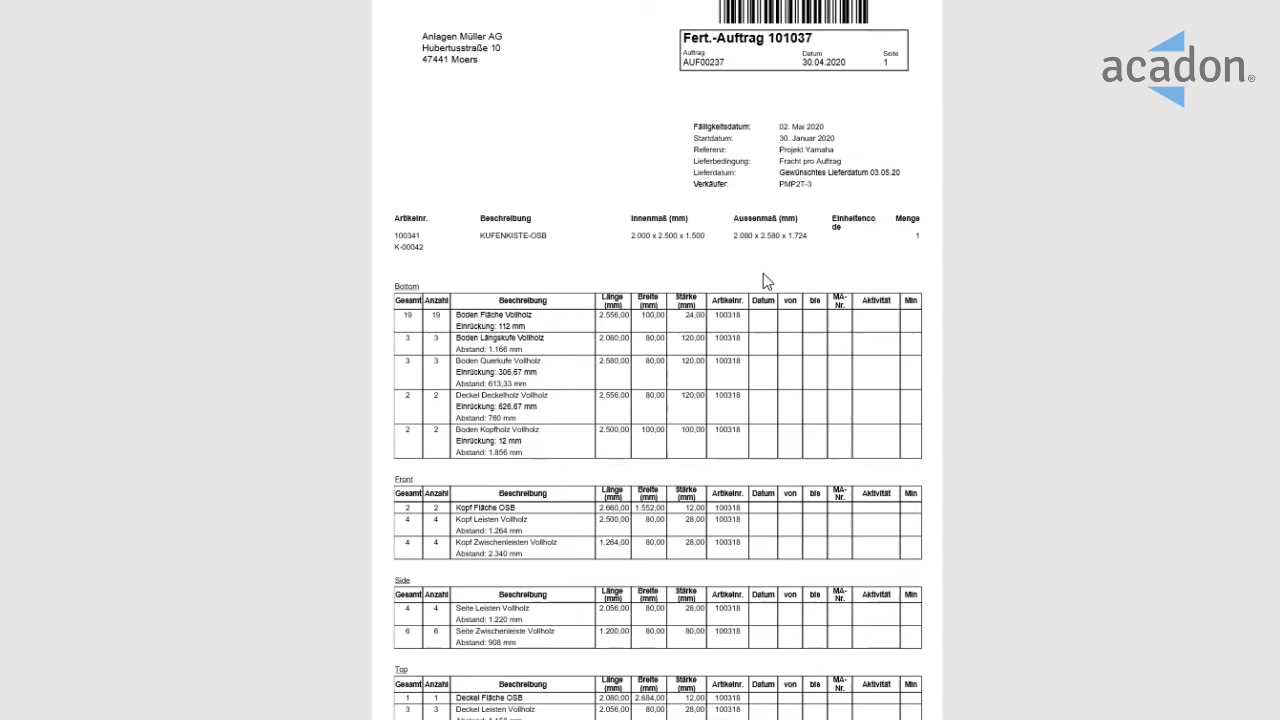 acadon®
Anlagen Müller AG
Hubertusstraße 10
47441 Moers
Fert.-Auftrag 101037
Auftrag Datum Seite
AUF00237 30.04.2020 1
Fälligkeitsdatum: 02. Mai 2020
Startdatum: 30. Januar 2020
Referenz: Projekt Yamaha
Lieferbedingung: Fracht pro Auftrag
Lieferdatum: Gewünschtes Lieferdatum 03.05.20
Verkäufer: PMP2T-3
Artikelnr. Beschreibung Innenmaß (mm) Aussenmaß (mm) Einheitenco Menge
de
100341 KUFENKISTE-OSB 2.000 x 2.500 x 1.500 2.080 x 2.580 x 1.724 1
K-00042
Bottom
Gesamt Anzahl Beschreibung Länge (mm) Breite (mm) Stärke (mm) Artikelnr. Datum von bis MA-Nr. Aktivität Min
19 19 Boden Fläche Vollholz 2.556,00 100,00 24,00 100318
Einrückung: 112 mm
3 3 Boden Längskufe Vollholz 2.080,00 80,00 120,00 100318
Abstand: 1.166 mm
3 3 Boden Querkufe Vollholz 2.580,00 80,00 120,00 100318
Einrückung: 306,67 mm
Abstand: 613,33 mm
2 2 Deckel Deckelholz Vollholz 2.556,00 80,00 120,00 100318
Einrückung: 626,67 mm
Abstand: 760 mm
2 2 Boden Kopfholz Vollholz 2.500,00 100,00 100,00 100318
Einrückung: 12 mm
Abstand: 1.856 mm
Front
Gesamt Anzahl Beschreibung Länge (mm) Breite (mm) Stärke (mm) Artikelnr. Datum von bis MA-Nr. Aktivität Min
2 2 Kopf Fläche OSB 2.660,00 1.552,00 12,00 100318
4 4 Kopf Leisten Vollholz 2.500,00 80,00 28,00 100318
Abstand: 1.264 mm
4 4 Kopf Zwischenleisten Vollholz 1.264,00 80,00 28,00 100318
Abstand: 2.340 mm
Side
Gesamt Anzahl Beschreibung Länge (mm) Breite (mm) Stärke (mm) Artikelnr. Datum von bis MA-Nr. Aktivität Min
4 4 Seite Leisten Vollholz 2.056,00 80,00 28,00 100318
Abstand: 1.220 mm
6 6 Seite Zwischenleiste Vollholz 1.200,00 80,00 80,00 100318
Abstand: 908 mm
Top
Gesamt Anzahl Beschreibung Länge (mm) Breite (mm) Stärke (mm) Artikelnr. Datum von bis MA-Nr. Aktivität Min
1 1 Deckel Fläche OSB 2.080,00 2.684,00 12,00 100318
3 3 Deckel Leisten Vollholz 2.056,00 80,00 28,00 100318